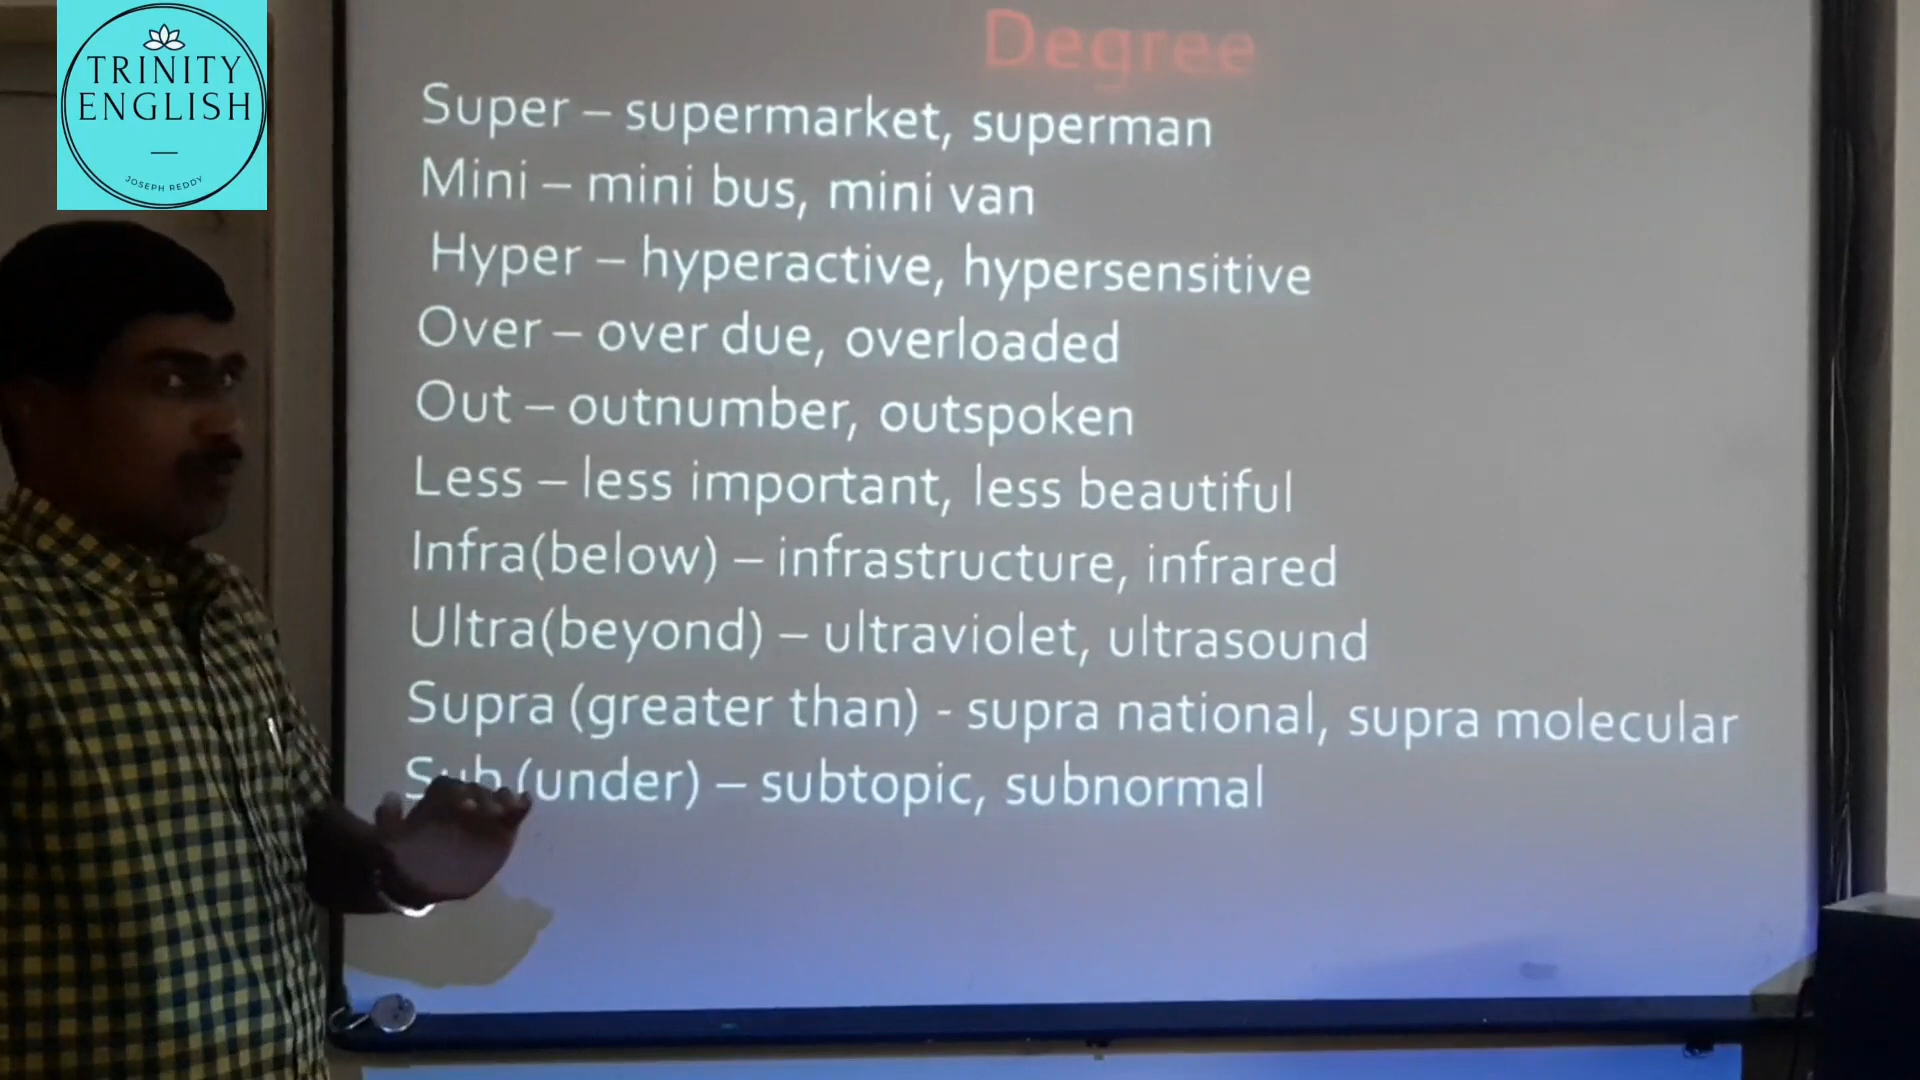 TRINITY
ENGLISH
JOSEPH REDDY
Degree
Super – supermarket, superman
Mini – mini bus, mini van
Hyper – hyperactive, hypersensitive
Over – over due, overloaded
Out – outnumber, outspoken
Less – less important, less beautiful
Infra(below) – infrastructure, infrared
Ultra(beyond) – ultraviolet, ultrasound
Supra (greater than) - supra national, supra molecular
Sub (under) – subtopic, subnormal